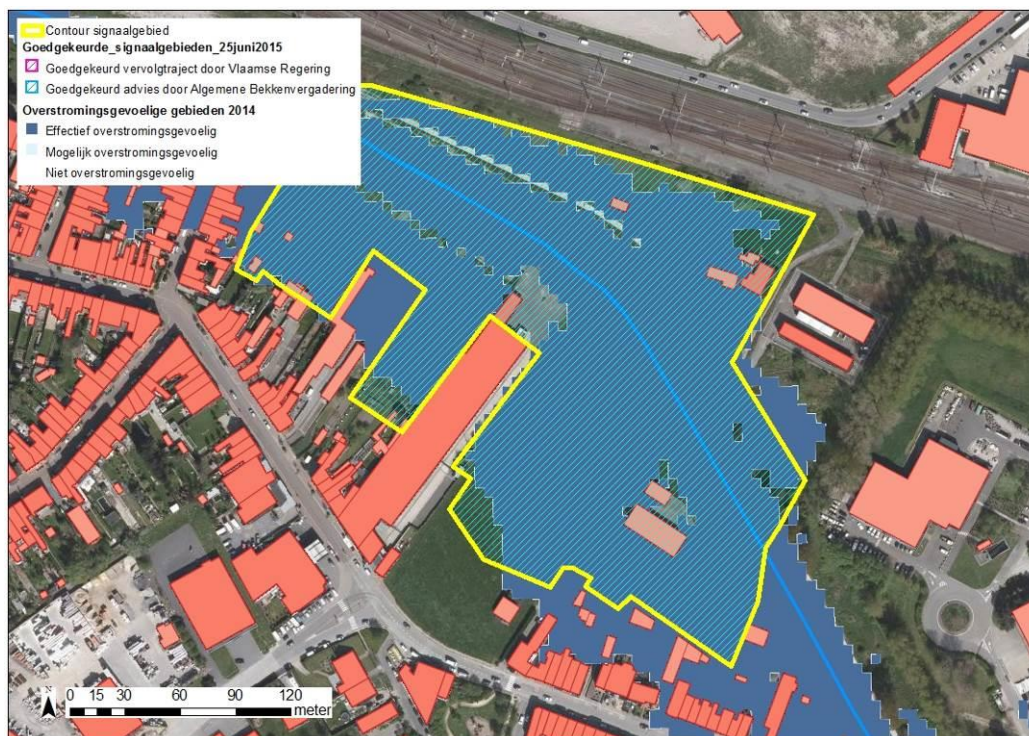 Contour signaalgebied
Goedgekeurde_signaalgebieden_25juni2015
Goedgekeurd vervolgtraject door Vlaamse Regering
Goedgekeurd advies door Algemene Bekkenvergadering
Overstromingsgevoelige gebieden 2014
Effectief overstromingsgevoelig
Mogelijk overstromingsgevoelig
Niet overstromingsgevoelig
N
0 15 30 60 90 120
meter